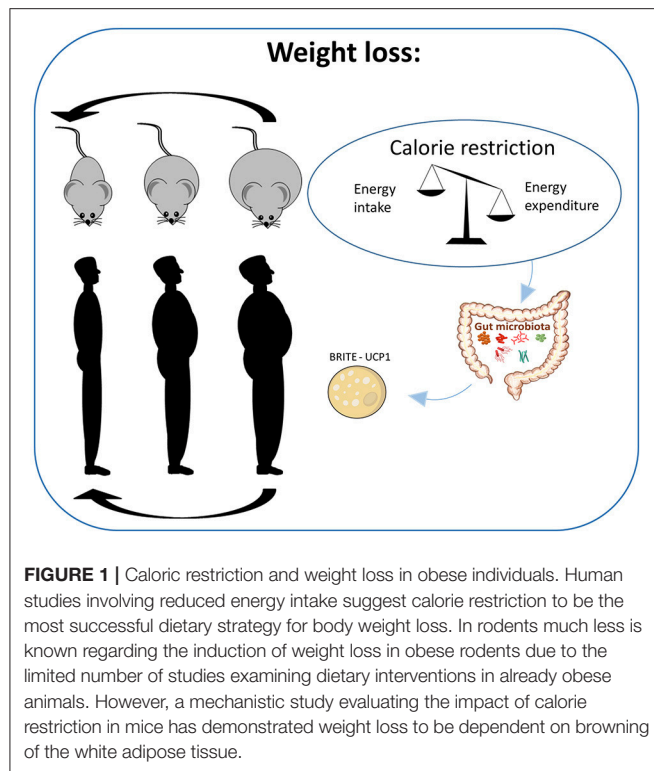 Weight loss:
Calorie restriction
Energy
intake
Energy
expenditure
Gut microbiota
BRITE - UCP1
FIGURE 1 | Caloric restriction and weight loss in obese individuals. Human
studies involving reduced energy intake suggest calorie restriction to be the
most successful dietary strategy for body weight loss. In rodents much less is
known regarding the induction of weight loss in obese rodents due to the
limited number of studies examining dietary interventions in already obese
animals. However, a mechanistic study evaluating the impact of calorie
restriction in mice has demonstrated weight loss to be dependent on browning
of the white adipose tissue.